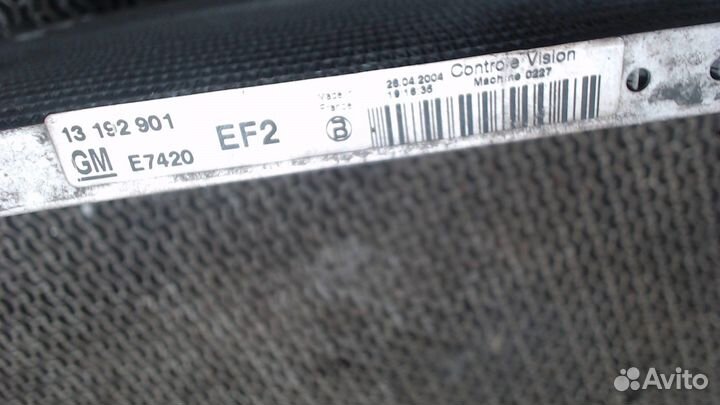 13 192 901
GM E7420
EF2
Made in
France
B
26.04.2004 Controle Vision
19:16:35 Machine 0227
Avito